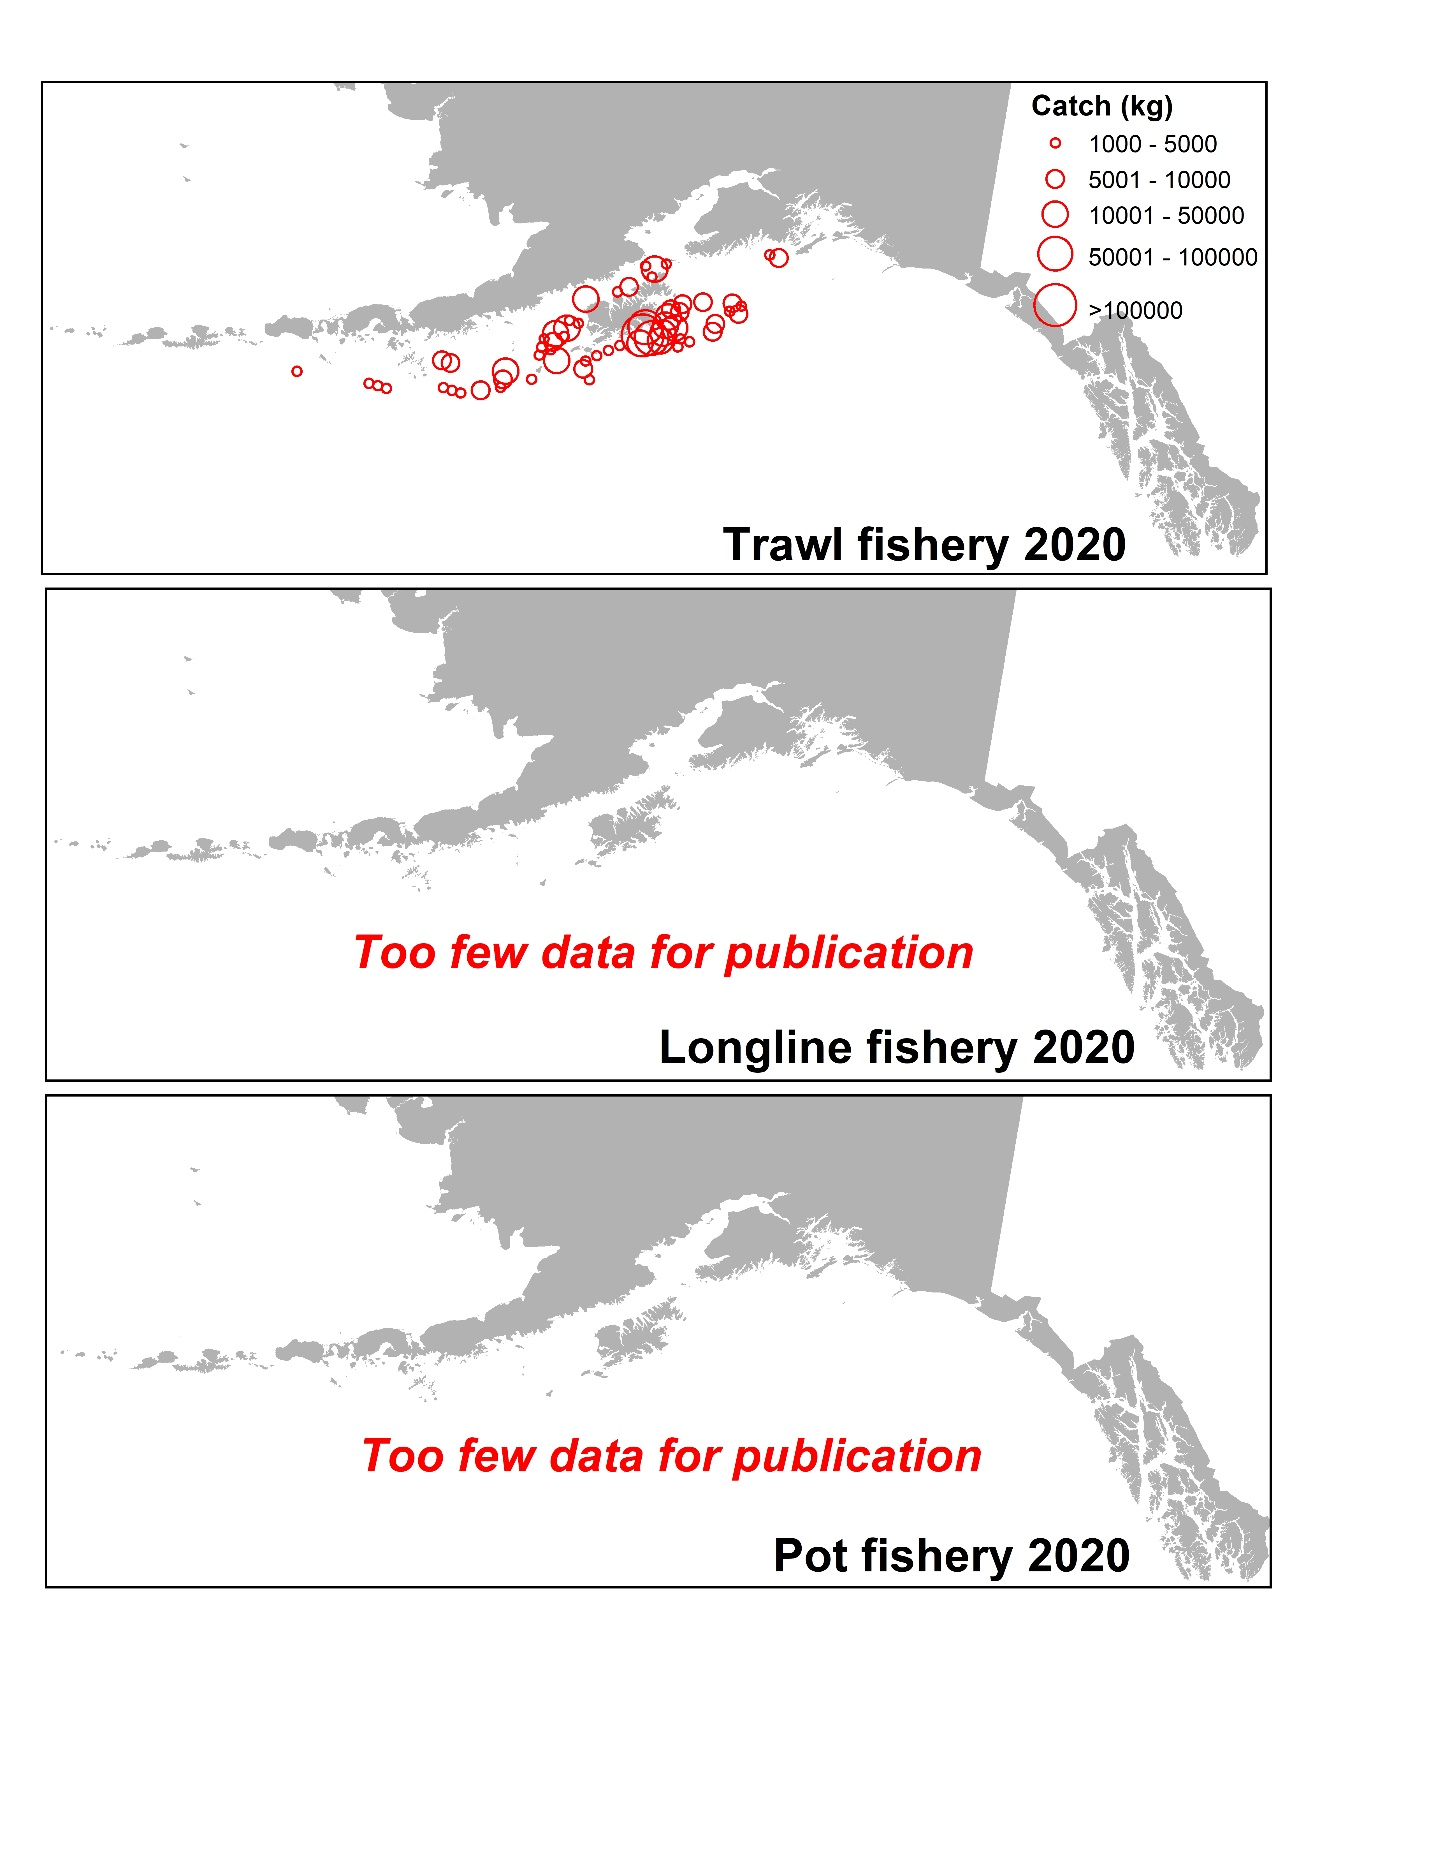 Catch (kg)
1000 - 5000
5001 - 10000
10001 - 50000
50001 - 100000
>100000
Trawl fishery 2020
Too few data for publication
Longline fishery 2020
Too few data for publication
Pot fishery 2020